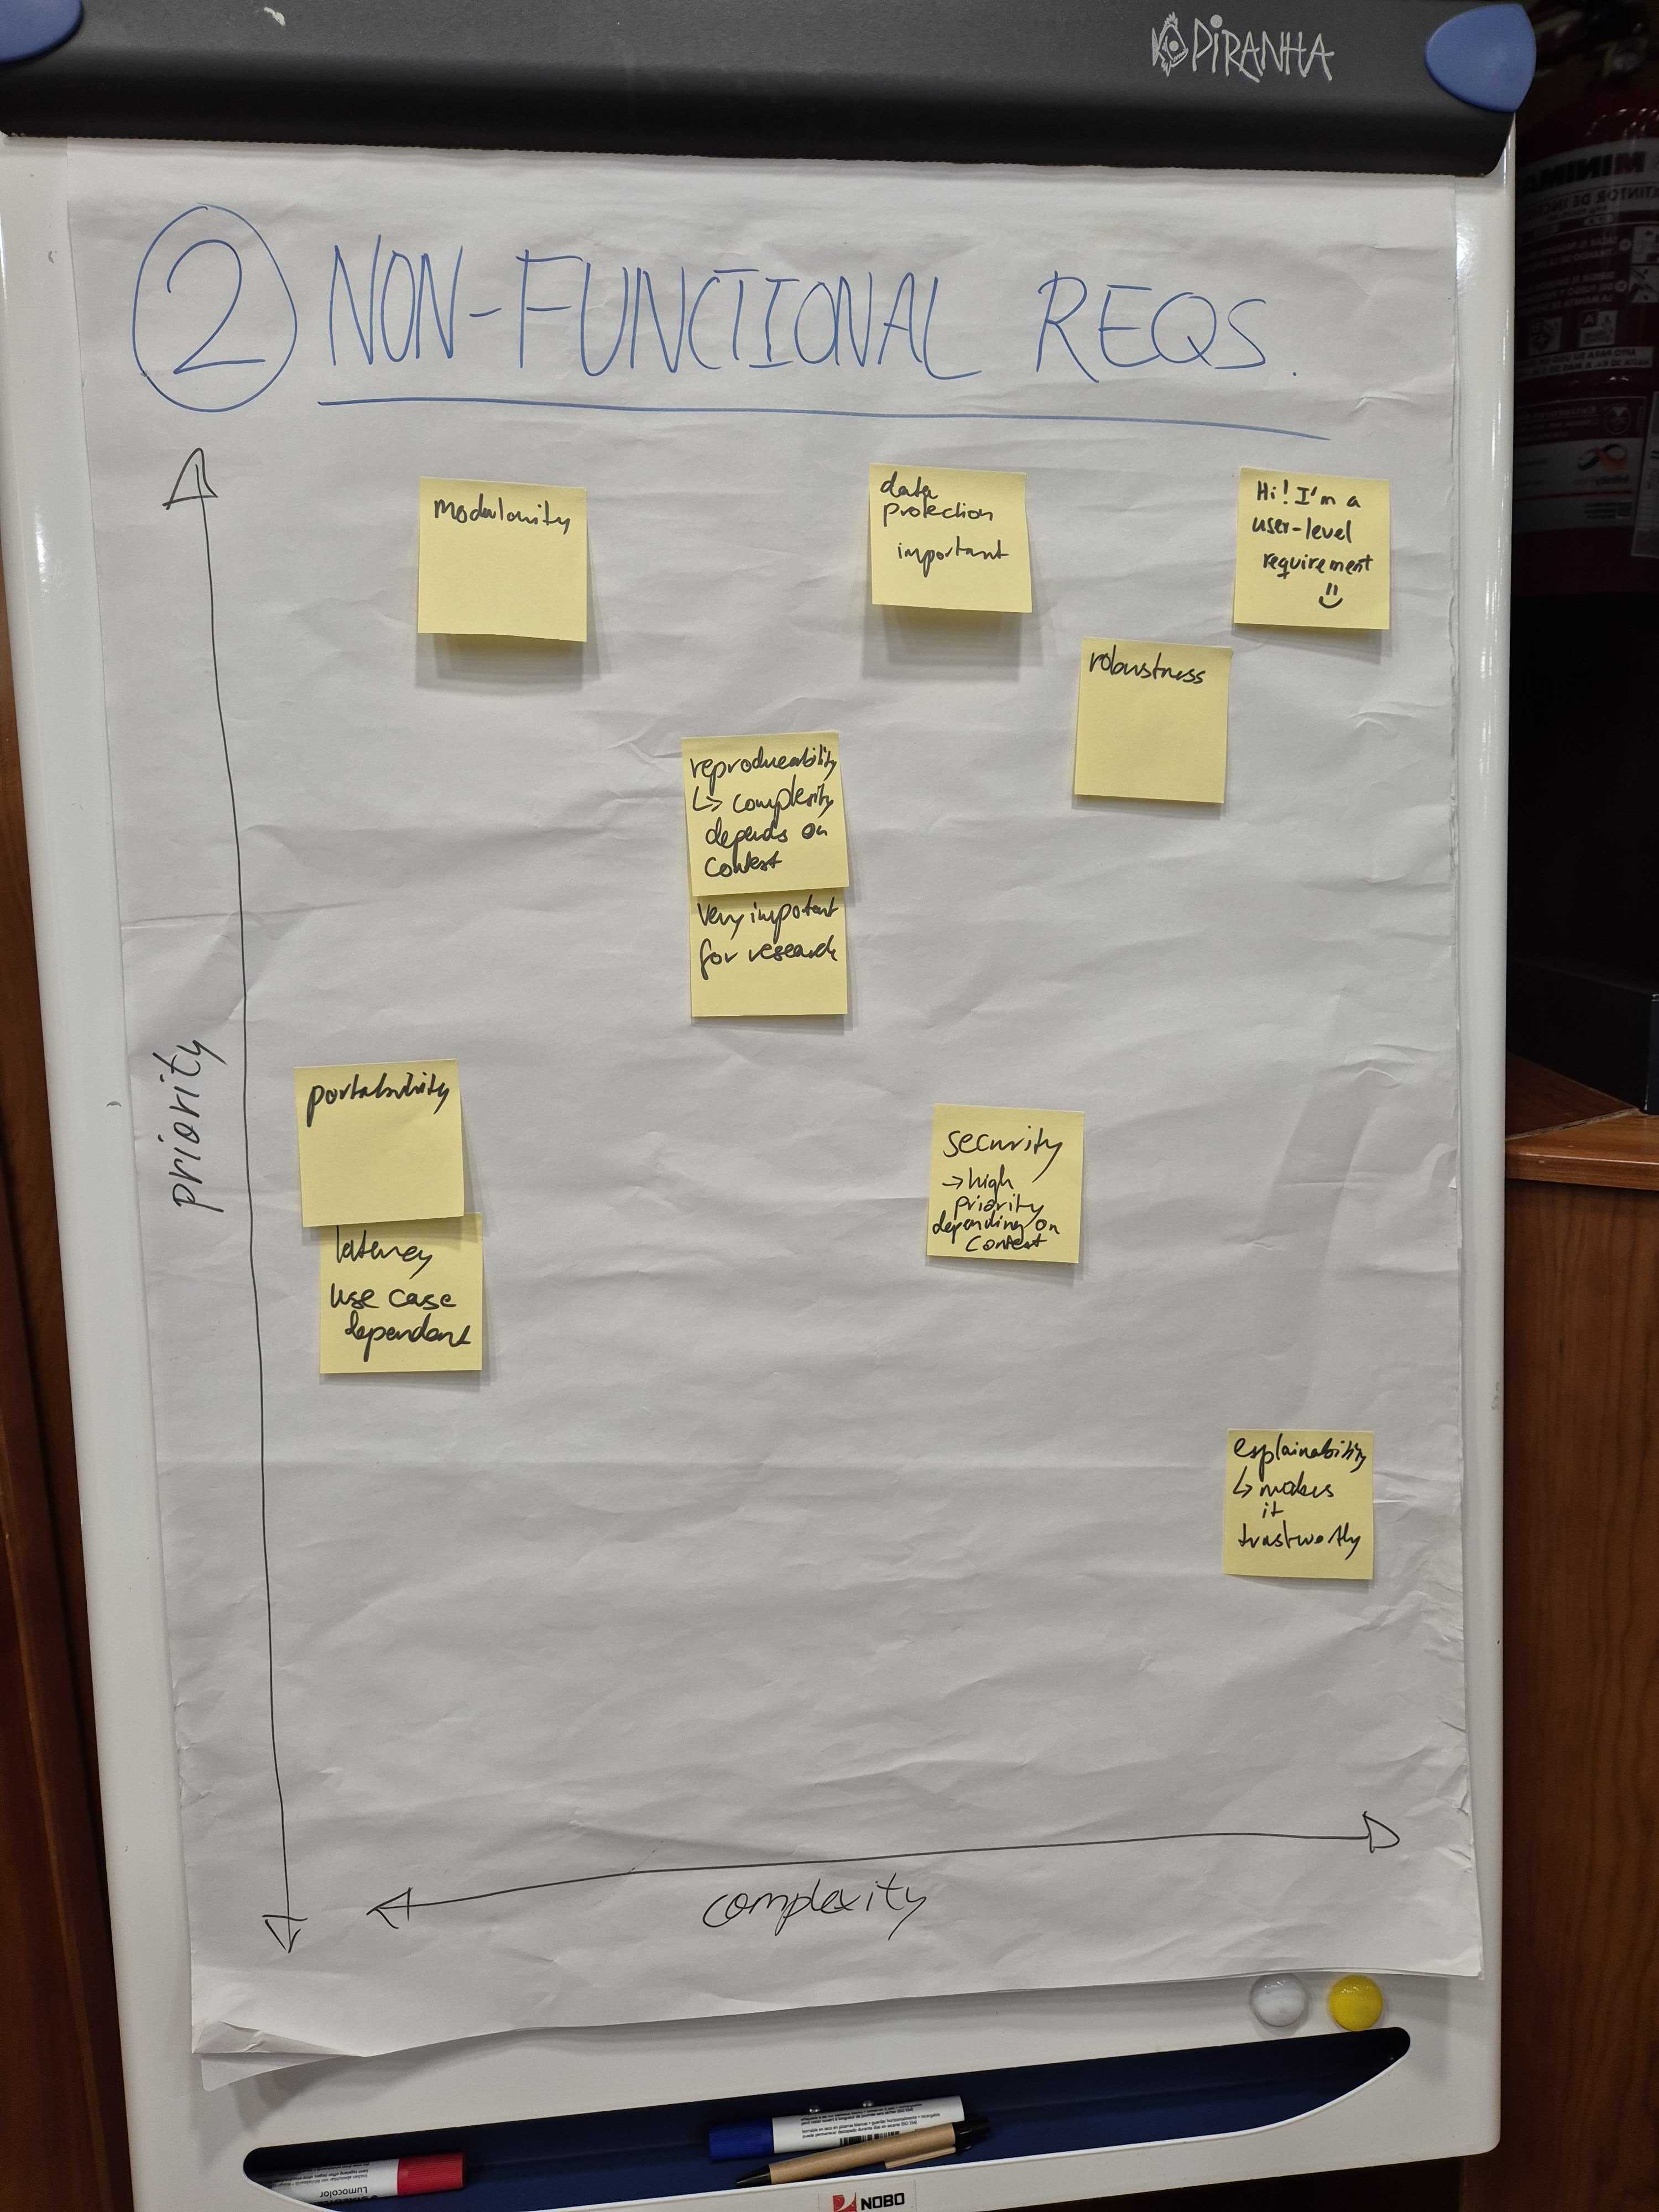 PiRANHA
2 NON-FUNCTIONAL REQS.
modularity
data
protection
important
Hi! I'm a
user-level
requirement
robustness
reproduceability
↳ complexity
depends on
context
very important
for research
priority
portability
latency
use case
dependent
security
→ high
priority
depending on
context
explainability
↳ makes
it
trustworthy
complexity
Lumocolor
NOBO